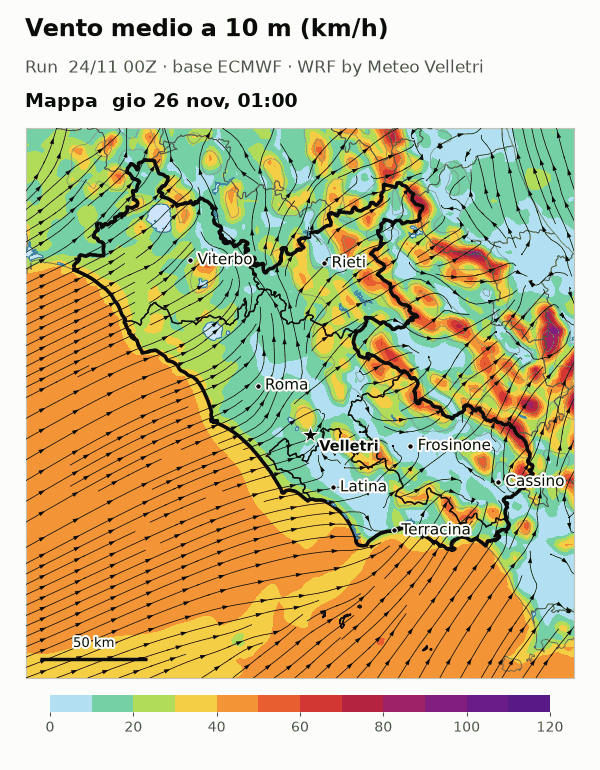 Vento medio a 10 m (km/h)
Run  24/11 00Z · base ECMWF · WRF by Meteo Velletri
Mappa  gio 26 nov, 01:00
Viterbo
Rieti
Roma
Velletri
Frosinone
Latina
Cassino
Terracina
50 km
0 20 40 60 80 100 120